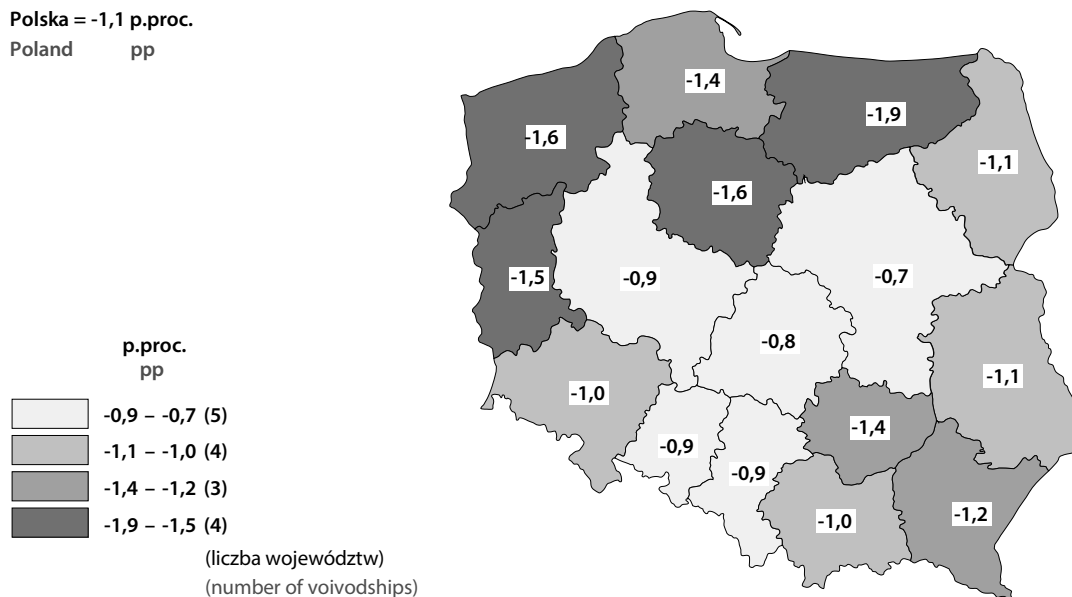 Polska = -1,1 p.proc.
Poland pp
-1,4
-1,9
-1,6
-1,1
-1,6
-1,5
-0,9
-0,7
-0,8
-1,1
-1,0
-1,4
-0,9
-0,9
-1,0
-1,2
p.proc.
pp
-0,9 – -0,7 (5)
-1,1 – -1,0 (4)
-1,4 – -1,2 (3)
-1,9 – -1,5 (4)
(liczba województw)
(number of voivodships)